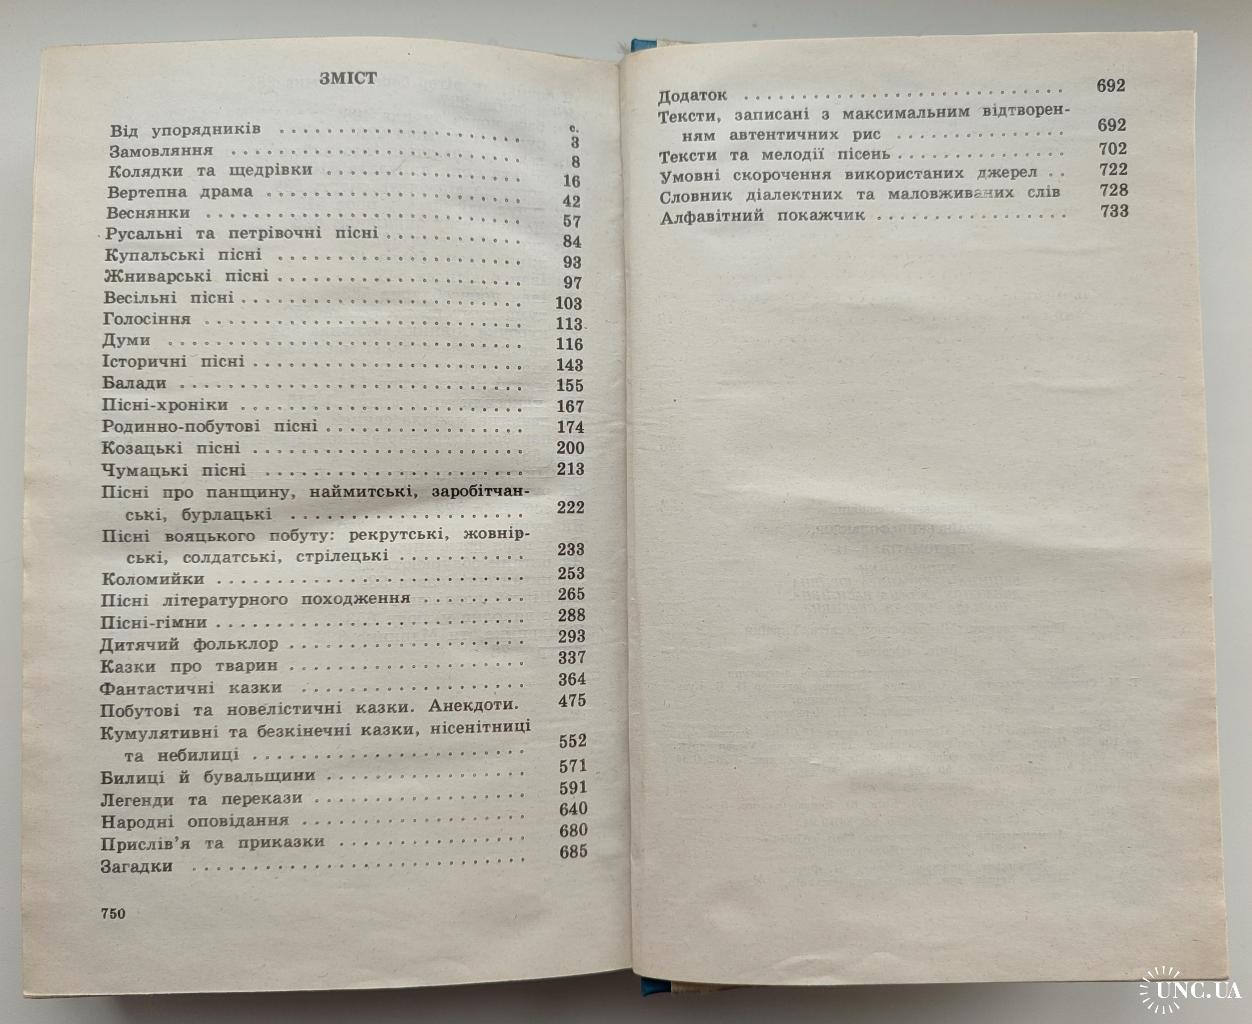 ЗМІСТ
с.
Від упорядників . . . . . . . . . . . . . . . . 3
Замовляння . . . . . . . . . . . . . . . . 8
Колядки та щедрівки . . . . . . . . . . . . . . 16
Вертепна драма . . . . . . . . . . . . . . . . 42
Веснянки . . . . . . . . . . . . . . . . 57
Русальні та петрівочні пісні . . . . . . . . . . 84
Купальські пісні . . . . . . . . . . . . . . . . 93
Жниварські пісні . . . . . . . . . . . . . . . . 97
Весільні пісні . . . . . . . . . . . . . . . . 103
Голосіння . . . . . . . . . . . . . . . . 113
Думи . . . . . . . . . . . . . . . . 116
Історичні пісні . . . . . . . . . . . . . . . . 143
Балади . . . . . . . . . . . . . . . . 155
Пісні-хроніки . . . . . . . . . . . . . . . . 167
Родинно-побутові пісні . . . . . . . . . . . . . 174
Козацькі пісні . . . . . . . . . . . . . . . . 200
Чумацькі пісні . . . . . . . . . . . . . . . . 213
Пісні про панщину, наймитські, заробітчан-
ські, бурлацькі . . . . . . . . . . . . . . . . 222
Пісні вояцького побуту: рекрутські, жовнір-
ські, солдатські, стрілецькі . . . . . . . . . . 233
Коломийки . . . . . . . . . . . . . . . . 253
Пісні літературного походження . . . . . . . 265
Пісні-гімни . . . . . . . . . . . . . . . . 288
Дитячий фольклор . . . . . . . . . . . . . . . . 293
Казки про тварин . . . . . . . . . . . . . . . . 337
Фантастичні казки . . . . . . . . . . . . . . . 364
Побутові та новелістичні казки. Анекдоти. 475
Кумулятивні та безкінечні казки, нісенітниці
та небилиці . . . . . . . . . . . . . . . . 552
Билиці й бувальщини . . . . . . . . . . . . . 571
Легенди та перекази . . . . . . . . . . . . . . 591
Народні оповідання . . . . . . . . . . . . . . . 640
Прислів'я та приказки . . . . . . . . . . . . . 680
Загадки . . . . . . . . . . . . . . . . 685
750
Додаток . . . . . . . . . . . . . . . . 692
Тексти, записані з максимальним відтворен-
ням автентичних рис . . . . . . . . . . . . . 692
Тексти та мелодії пісень . . . . . . . . . . . . . 702
Умовні скорочення використаних джерел . . 722
Словник діалектних та маловживаних слів 728
Алфавітний покажчик . . . . . . . . . . . . . . . 733
UNC.UA